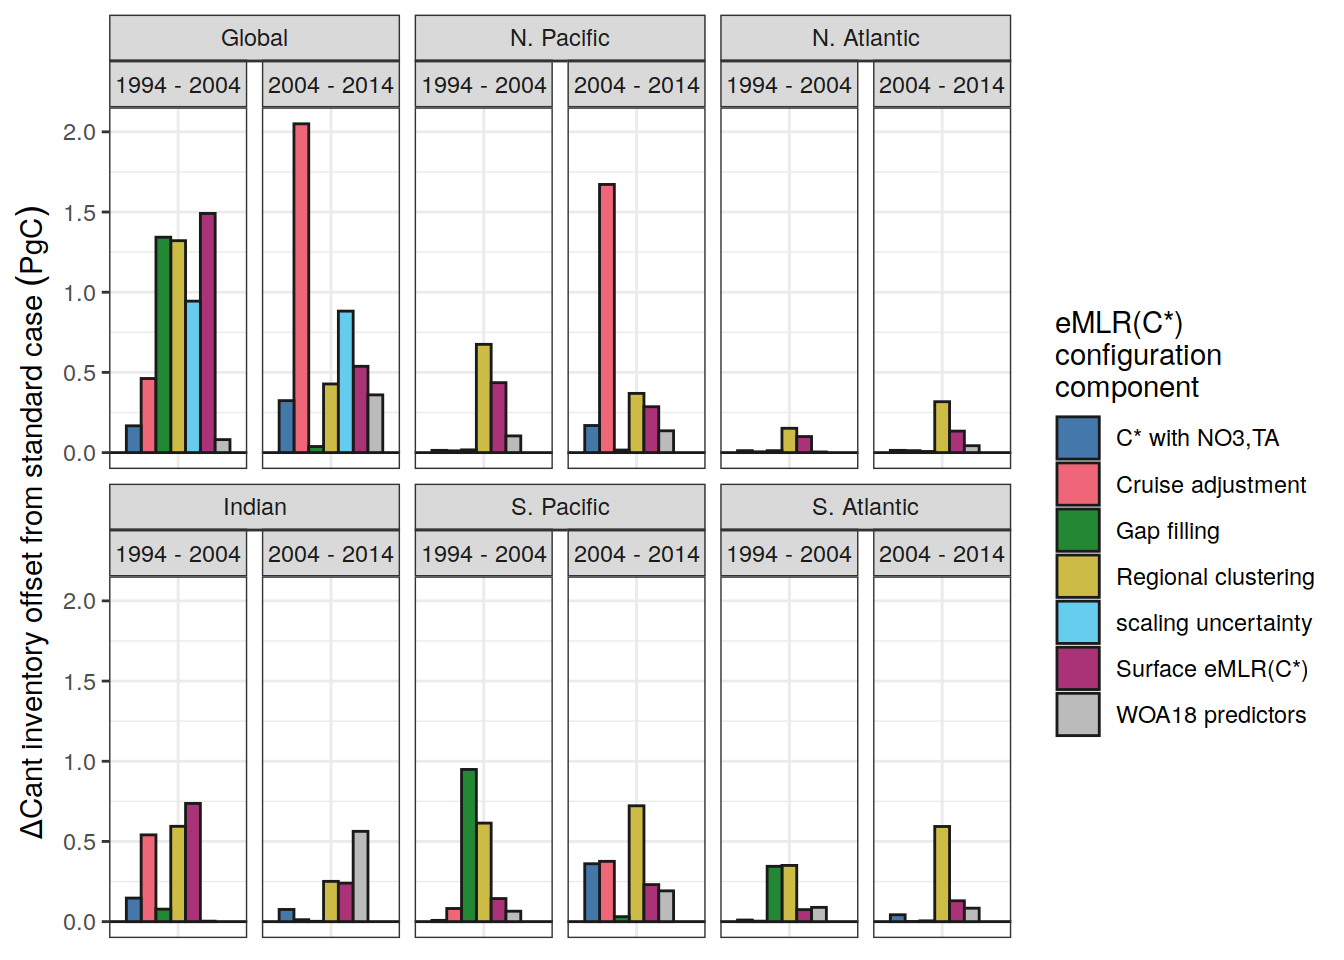 Global
N. Pacific
N. Atlantic
1994 - 2004
2004 - 2014
1994 - 2004
2004 - 2014
1994 - 2004
2004 - 2014
2.0
1.5
1.0
0.5
0.0
Indian
S. Pacific
S. Atlantic
1994 - 2004
2004 - 2014
1994 - 2004
2004 - 2014
1994 - 2004
2004 - 2014
2.0
1.5
1.0
0.5
0.0
ΔCant inventory offset from standard case (PgC)
eMLR(C*)
configuration
component
C* with NO3,TA
Cruise adjustment
Gap filling
Regional clustering
scaling uncertainty
Surface eMLR(C*)
WOA18 predictors